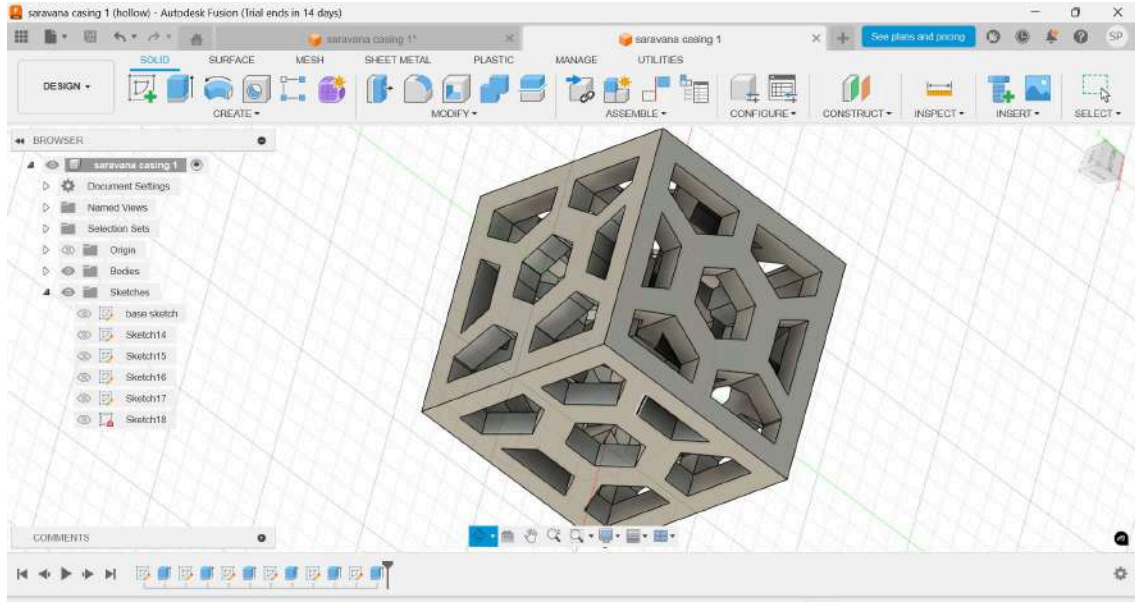 saravana casing 1 (hollow) - Autodesk Fusion (Trial ends in 14 days)
saravana casing 1*
saravana casing 1
See plans and pricing
SP
SOLID SURFACE MESH SHEET METAL PLASTIC MANAGE UTILITIES
DESIGN
CREATE MODIFY ASSEMBLE CONFIGURE CONSTRUCT INSPECT INSERT SELECT
BROWSER
saravana casing 1
Document Settings
Named Views
Selection Sets
Origin
Bodies
Sketches
base sketch
Sketch14
Sketch15
Sketch16
Sketch17
Sketch18
COMMENTS